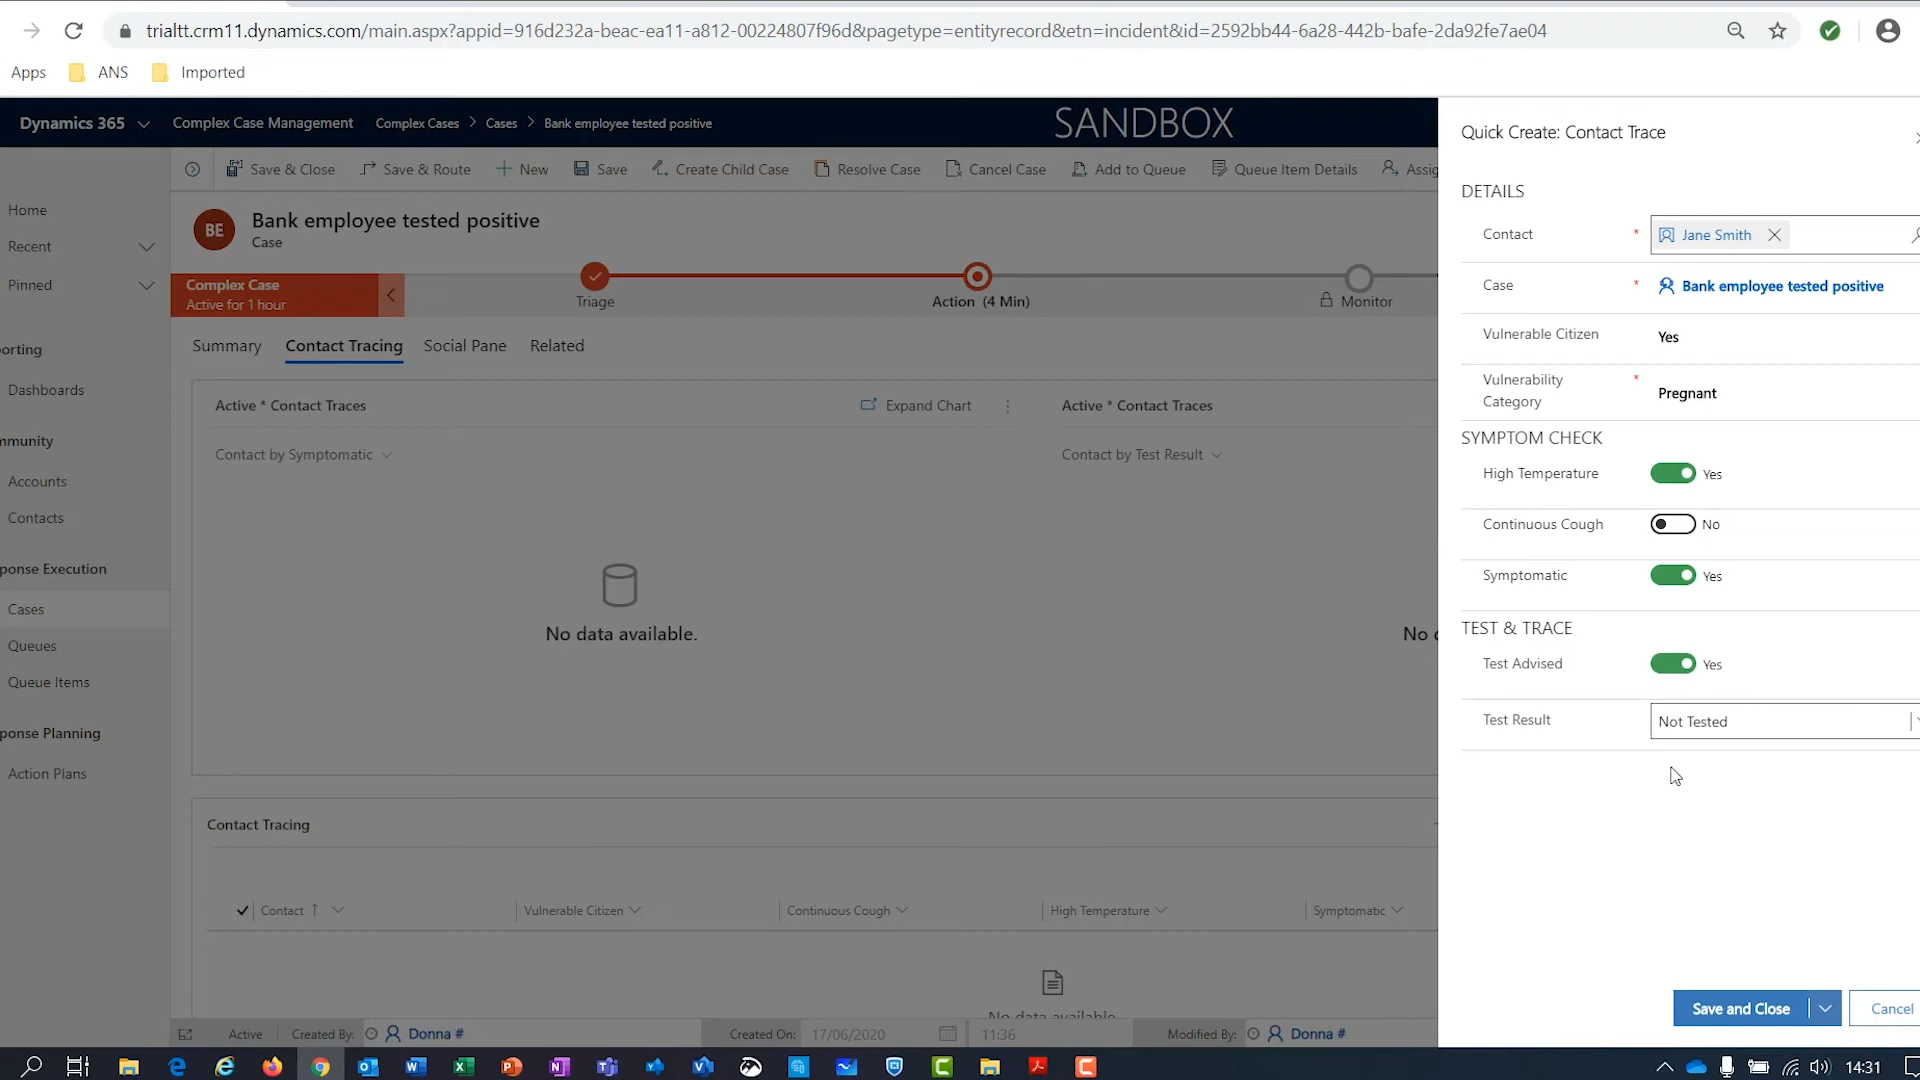 trialtt.crm11.dynamics.com/main.aspx?appid=916d232a-beac-ea11-a812-00224807f96d&pagetype=entityrecord&etn=incident&id=2592bb44-6a28-442b-bafe-2da92fe7ae04
Apps ANS Imported
Dynamics 365 Complex Case Management Complex Cases > Cases > Bank employee tested positive SANDBOX
Quick Create: Contact Trace
Save & Close Save & Route New Save Create Child Case Resolve Case Cancel Case Add to Queue Queue Item Details Assig
Home
Recent
Pinned
orting
Dashboards
mmunity
Accounts
Contacts
ponse Execution
Cases
Queues
Queue Items
ponse Planning
Action Plans
BE Bank employee tested positive
Case
Complex Case
Active for 1 hour
Triage
Action (4 Min)
Monitor
Summary Contact Tracing Social Pane Related
Active * Contact Traces Expand Chart
Contact by Symptomatic
No data available.
Active * Contact Traces
Contact by Test Result
No
Contact Tracing
Contact Vulnerable Citizen Continuous Cough High Temperature Symptomatic
No data available
Active Created By: Donna # Created On: 17/06/2020 11:36 Modified By: Donna #
DETAILS
Contact * Jane Smith
Case * Bank employee tested positive
Vulnerable Citizen Yes
Vulnerability Category * Pregnant
SYMPTOM CHECK
High Temperature Yes
Continuous Cough No
Symptomatic Yes
TEST & TRACE
Test Advised Yes
Test Result Not Tested
Save and Close Cancel
14:31